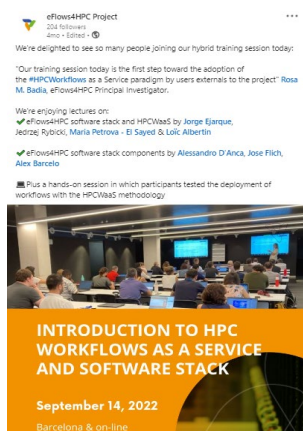 eFlows4HPC Project
204 followers
4mo • Edited •
We're delighted to see so many people joining our hybrid training session today:
"Our training session today is the first step toward the adoption of
the #HPCWorkflows as a Service paradigm by users externals to the project" Rosa
M. Badia, eFlows4HPC Principal Investigator.
We're enjoying lectures on:
✔eFlows4HPC software stack and HPCWaaS by Jorge Ejarque,
Jedrzej Rybicki, Maria Petrova - El Sayed & Loïc Albertin
✔eFlows4HPC software stack components by Alessandro D'Anca, Jose Flich,
Alex Barcelo
💻Plus a hands-on session in which participants tested the deployment of
workflows with the HPCWaaS methodology
INTRODUCTION TO HPC
WORKFLOWS AS A SERVICE
AND SOFTWARE STACK
September 14, 2022
Barcelona & on-line